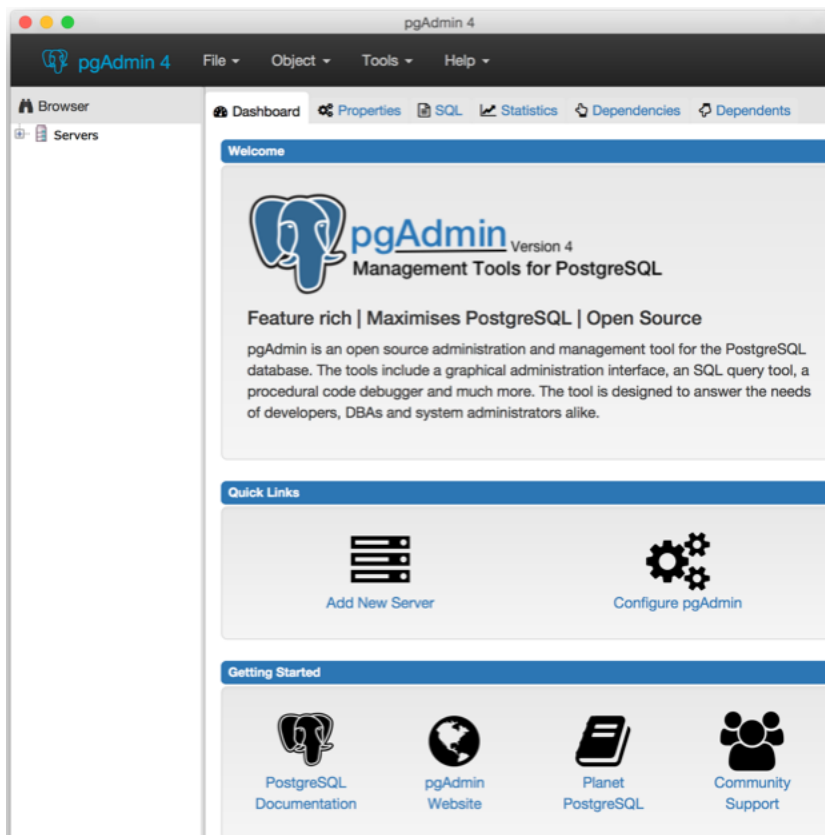 pgAdmin 4
pgAdmin 4 File Object Tools Help
Browser
Servers
Dashboard Properties SQL Statistics Dependencies Dependents
Welcome
pgAdmin Version 4
Management Tools for PostgreSQL
Feature rich | Maximises PostgreSQL | Open Source
pgAdmin is an open source administration and management tool for the PostgreSQL
database. The tools include a graphical administration interface, an SQL query tool, a
procedural code debugger and much more. The tool is designed to answer the needs
of developers, DBAs and system administrators alike.
Quick Links
Add New Server Configure pgAdmin
Getting Started
PostgreSQL pgAdmin Planet Community
Documentation Website PostgreSQL Support